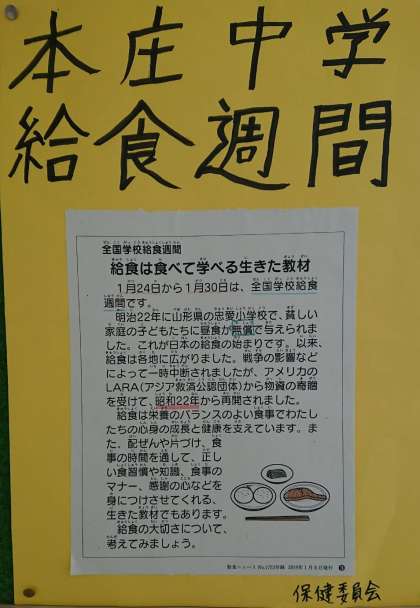 本庄中学
給食週間
全国学校給食週間
給食は食べて学べる生きた教材
1月24日から1月30日は、全国学校給食
週間です。
明治22年に山形県の忠愛小学校で、貧しい
家庭の子どもたちに昼食が無償で与えられま
した。これが日本の給食の始まりです。以来、
給食は各地に広がりました。戦争の影響など
によって一時中断されましたが、アメリカの
LARA(アジア救済公認団体)から物資の寄贈
を受けて、昭和22年から再開されました。
給食は栄養のバランスのよい食事でわたし
たちの心身の成長と健康を支えています。ま
た、配ぜんや片づけ、食
事の時間を通して、正し
い食習慣や知識、食事の
マナー、感謝の心などを
身につけさせてくれる、
生きた教材でもあります。
給食の大切さについて、
考えてみましょう。
保健委員会